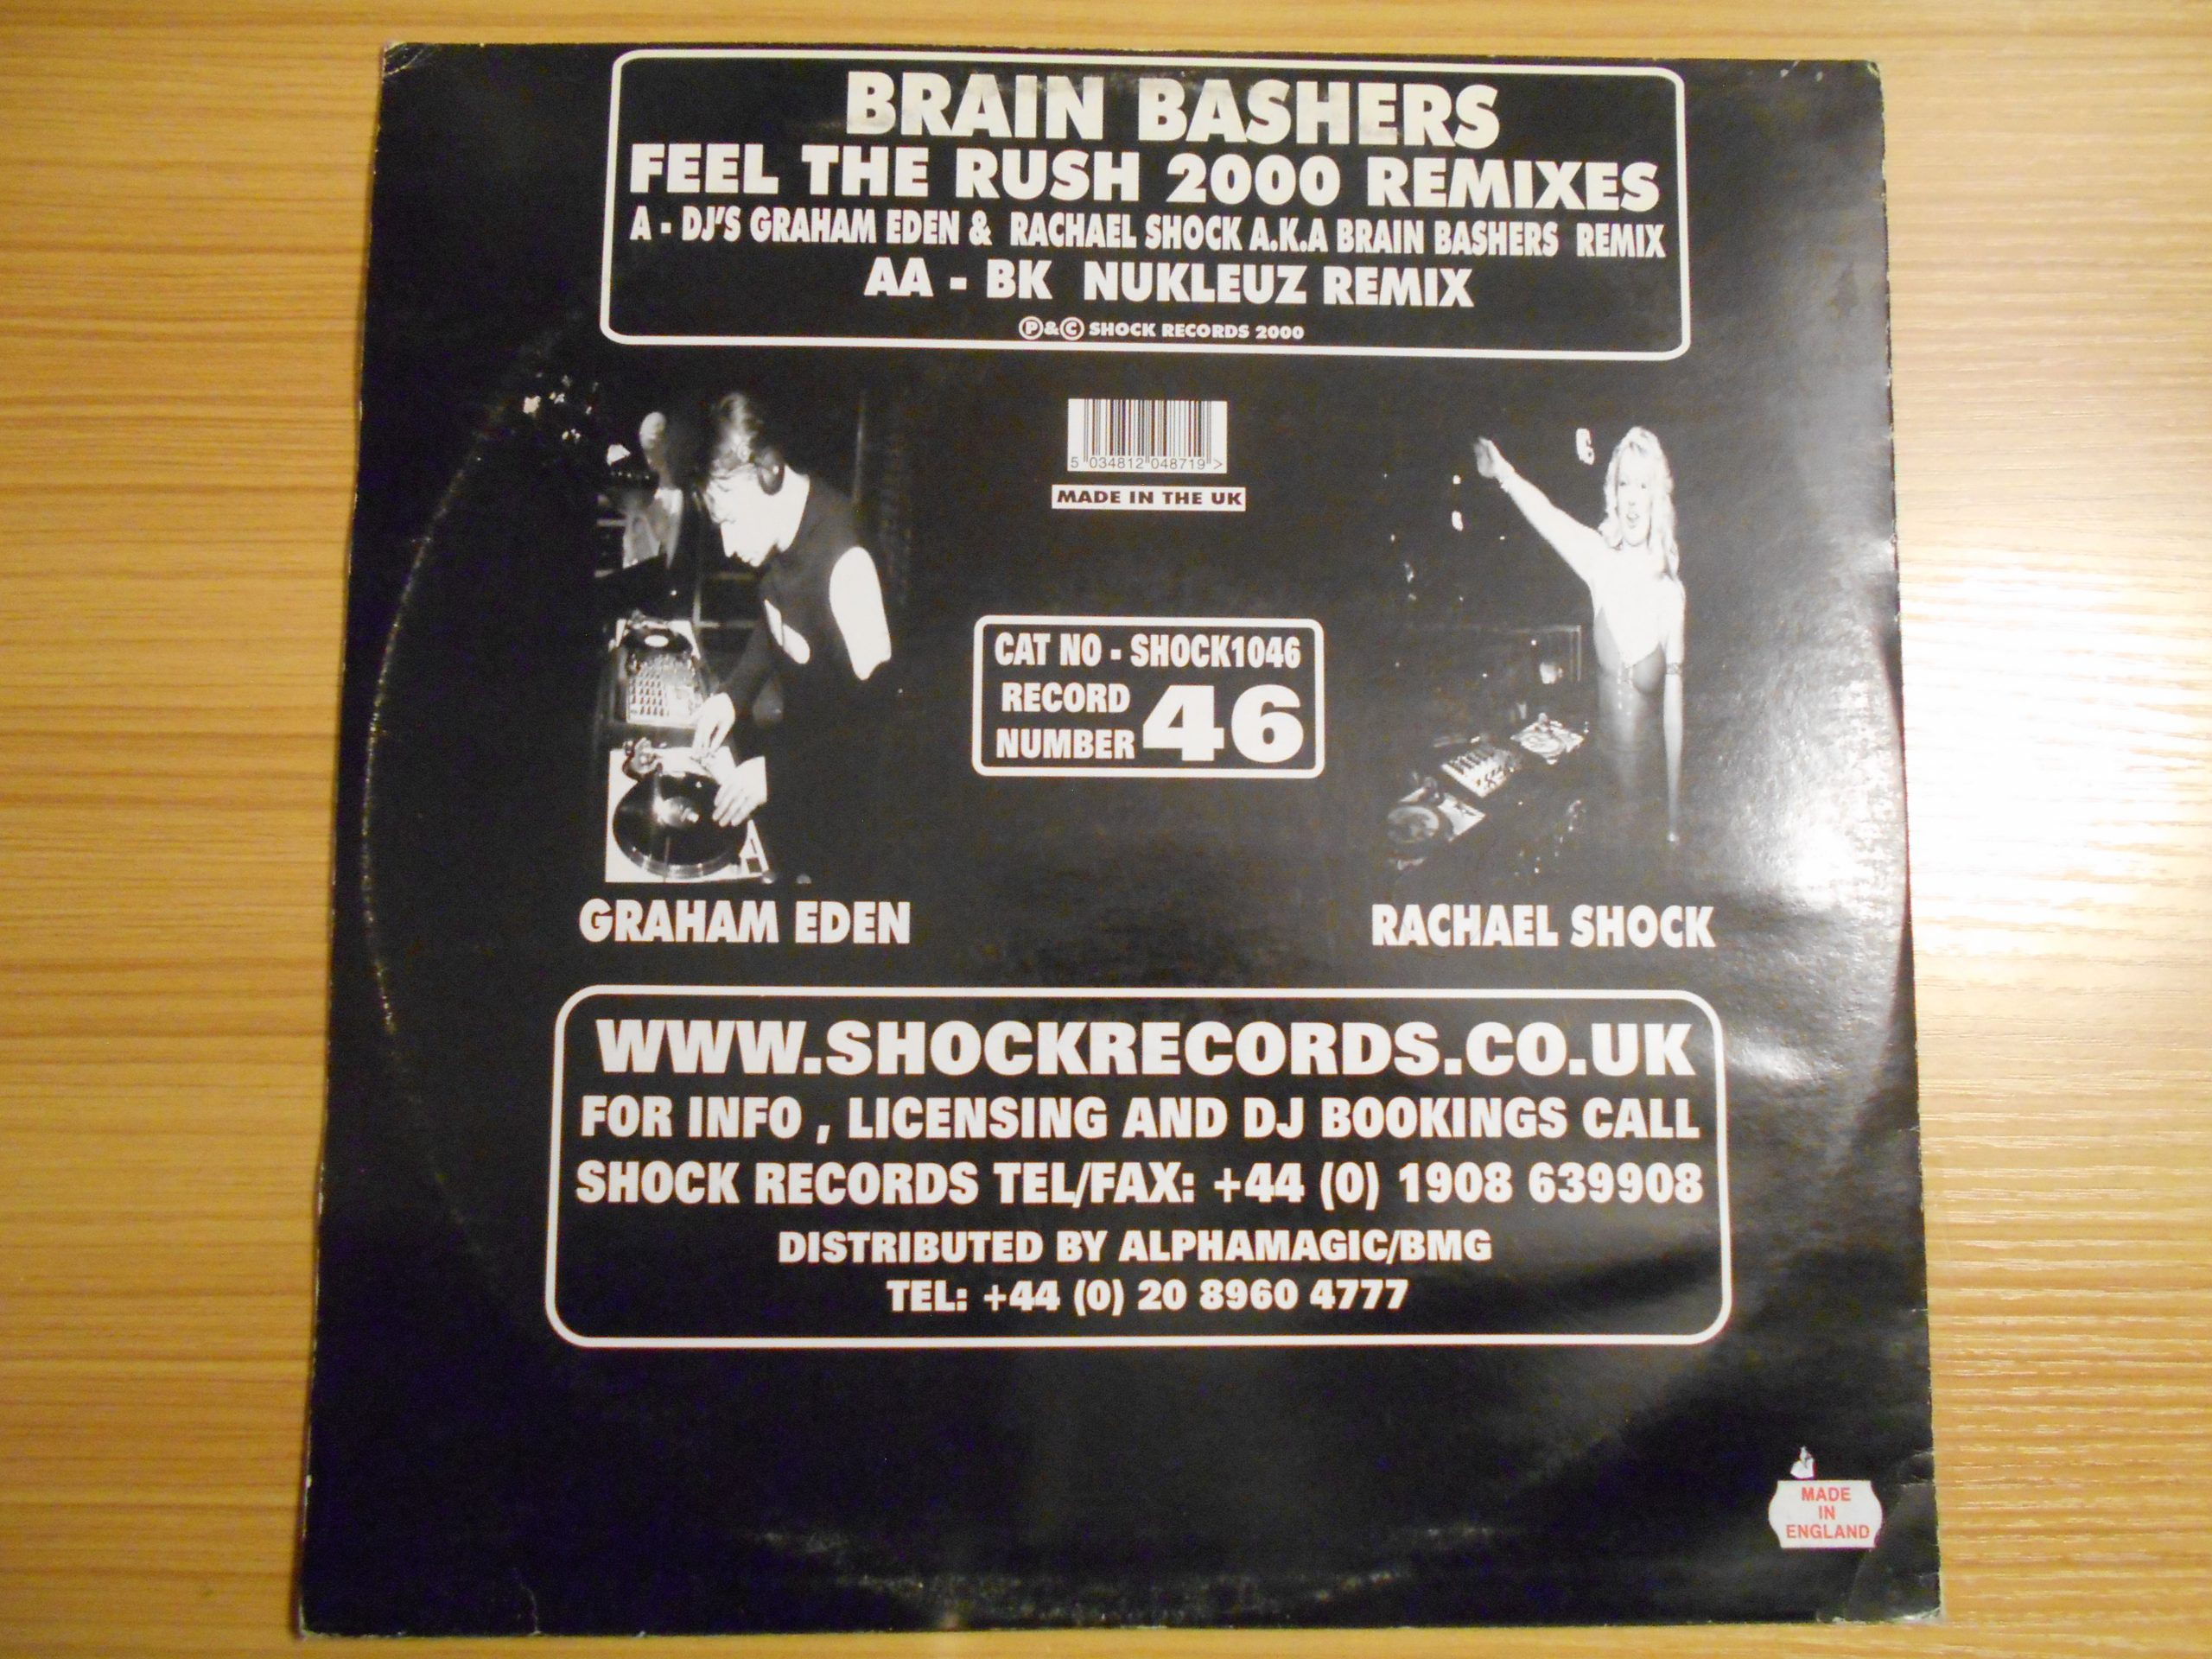 BRAIN BASHERS
FEEL THE RUSH 2000 REMIXES
A - DJ'S GRAHAM EDEN & RACHAEL SHOCK A.K.A BRAIN BASHERS REMIX
AA - BK NUKLEUZ REMIX
Ⓟ&© SHOCK RECORDS 2000
5 034812 048719 >
MADE IN THE UK
CAT NO - SHOCK1046
RECORD
NUMBER 46
GRAHAM EDEN
RACHAEL SHOCK
WWW.SHOCKRECORDS.CO.UK
FOR INFO , LICENSING AND DJ BOOKINGS CALL
SHOCK RECORDS TEL/FAX: +44 (0) 1908 639908
DISTRIBUTED BY ALPHAMAGIC/BMG
TEL: +44 (0) 20 8960 4777
MADE
IN
ENGLAND